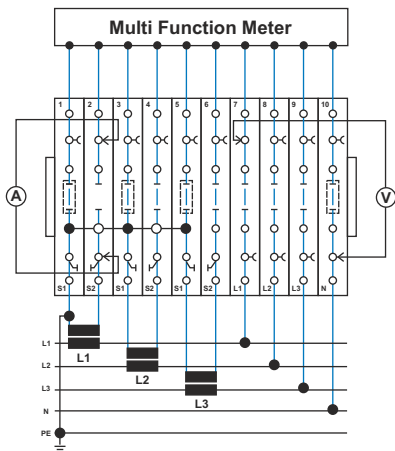 Multi Function Meter
1 2 3 4 5 6 7 8 9 10
A V
S1 S2 S1 S2 S1 S2 L1 L2 L3 N
L1
L1
L2
L2
L3
L3
N
PE